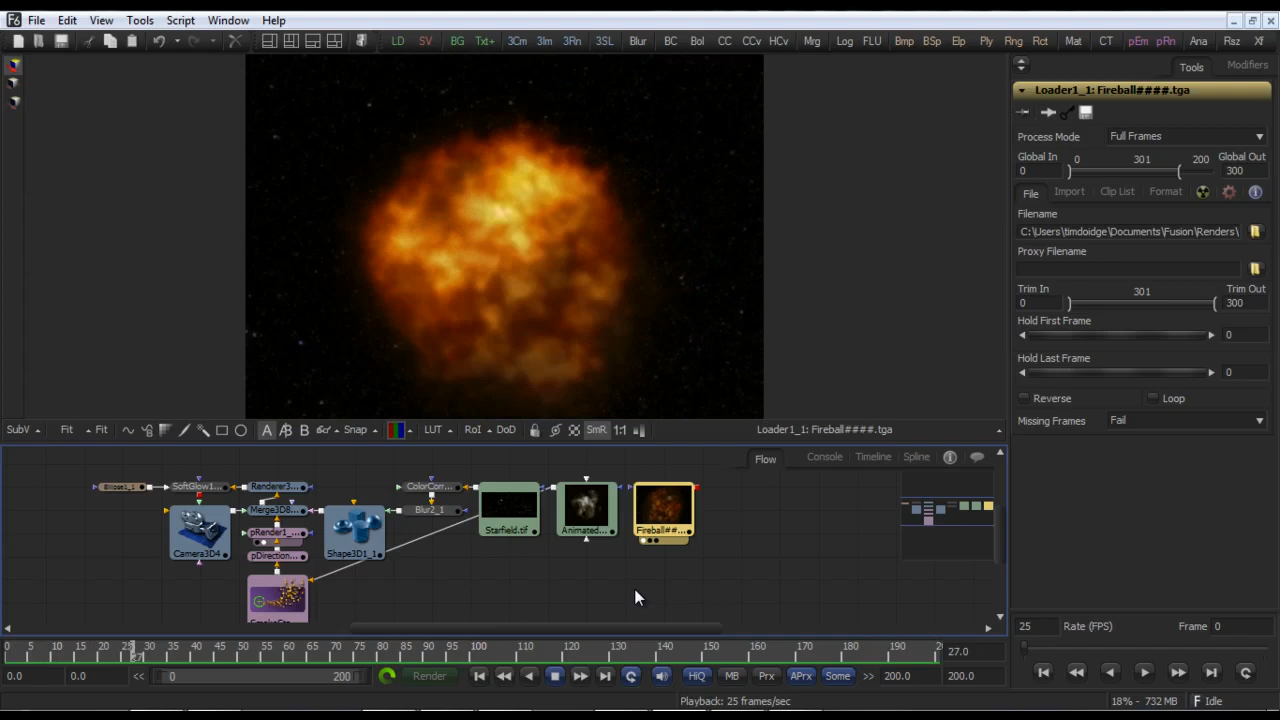 File Edit View Tools Script Window Help
LD SV BG Txt+ 3Cm 3Im 3Rn 3SL Blur BC Bol CC CCv HCv Mrg Log FLU Bmp BSp Elp Ply Rng Rct Mat CT pEm pRn Ana Rsz Xf
Tools Modifiers
Loader1_1: Fireball####.tga
Process Mode Full Frames
Global In 0 301 200 Global Out
0 300
File Import Clip List Format
Filename
C:\Users\timdoidge\Documents\Fusion\Renders\
Proxy Filename
Trim In 301 Trim Out
0 300
Hold First Frame
0
Hold Last Frame
0
Reverse Loop
Missing Frames Fail
SubV Fit Fit A B Snap LUT RoI DoD SmR 1:1 Loader1_1: Fireball####.tga
Flow Console Timeline Spline
SoftGlow1... Renderer3... ColorCorr...
Merge3DB... Blur2_1
Starfield.tif Animated... Fireball##...
pRender1_...
Camera3D4 pDirection... Shape3D1_1
25 Rate (FPS) Frame 0
0 5 10 15 20 25 30 35 40 45 50 55 60 65 70 75 80 85 90 95 100 110 120 130 140 150 160 170 180 190
27 27.0
0.0 0.0 << 0 200 Render HiQ MB Prx APrx Some >> 200.0 200.0
Playback: 25 frames/sec 18% - 732 MB Idle